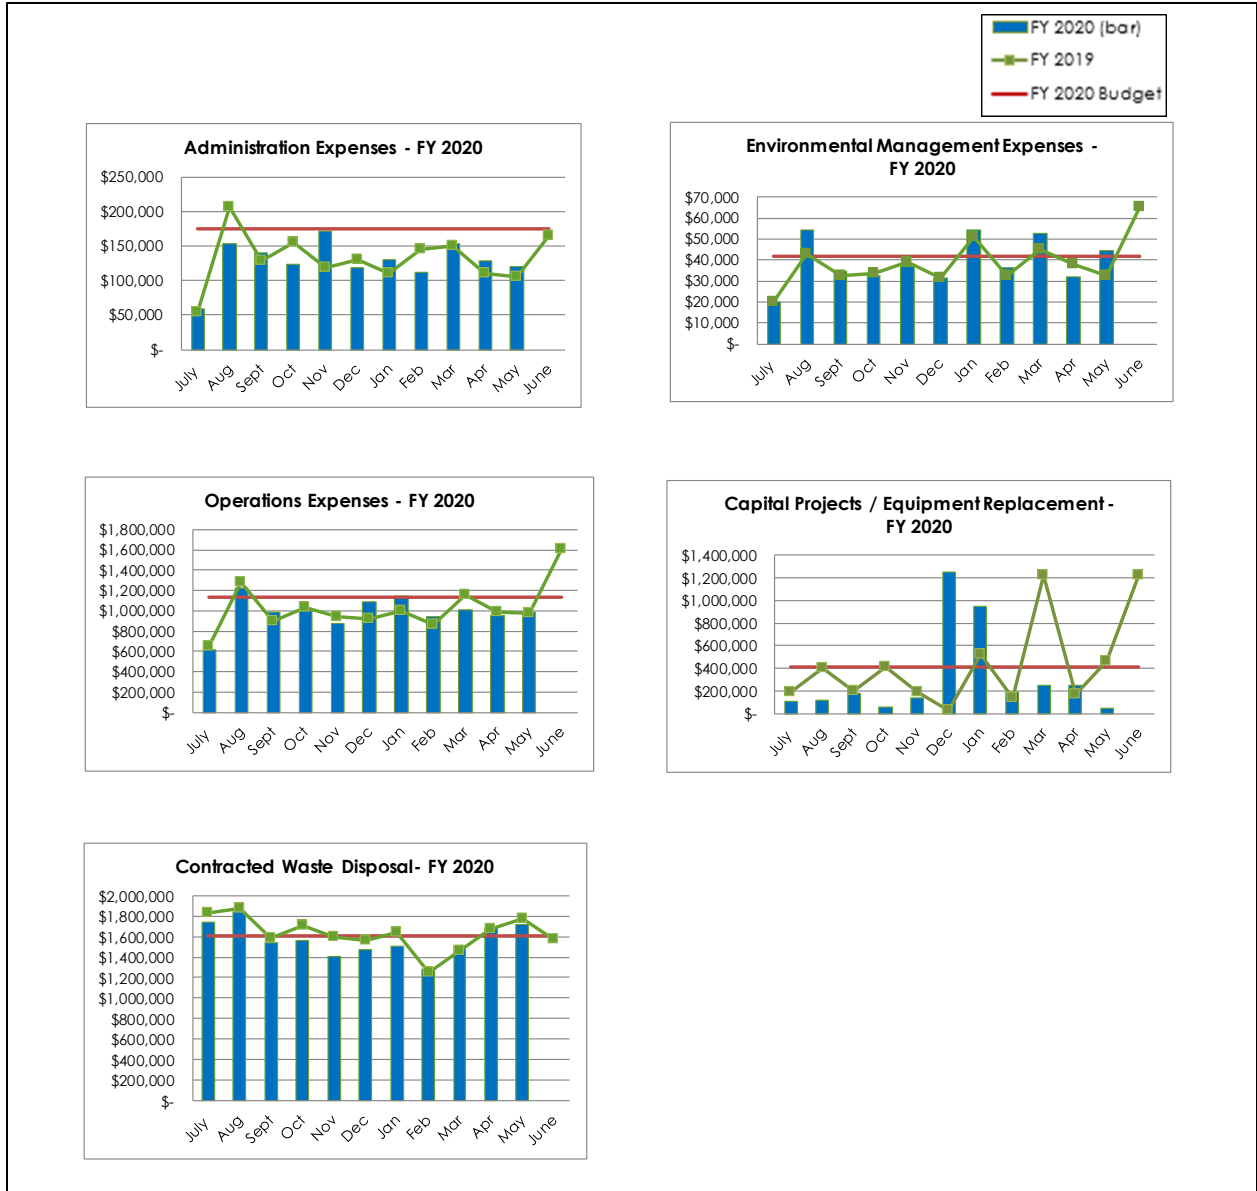 FY 2020 (bar)
FY 2019
FY 2020 Budget
Administration Expenses - FY 2020
$250,000
$200,000
$150,000
$100,000
$50,000
$-
July Aug Sept Oct Nov Dec Jan Feb Mar Apr May June
Environmental Management Expenses -
FY 2020
$70,000
$60,000
$50,000
$40,000
$30,000
$20,000
$10,000
$-
July Aug Sept Oct Nov Dec Jan Feb Mar Apr May June
Operations Expenses - FY 2020
$1,800,000
$1,600,000
$1,400,000
$1,200,000
$1,000,000
$800,000
$600,000
$400,000
$200,000
$-
July Aug Sept Oct Nov Dec Jan Feb Mar Apr May June
Capital Projects / Equipment Replacement -
FY 2020
$1,400,000
$1,200,000
$1,000,000
$800,000
$600,000
$400,000
$200,000
$-
July Aug Sept Oct Nov Dec Jan Feb Mar Apr May June
Contracted Waste Disposal- FY 2020
$2,000,000
$1,800,000
$1,600,000
$1,400,000
$1,200,000
$1,000,000
$800,000
$600,000
$400,000
$200,000
$-
July Aug Sept Oct Nov Dec Jan Feb Mar Apr May June